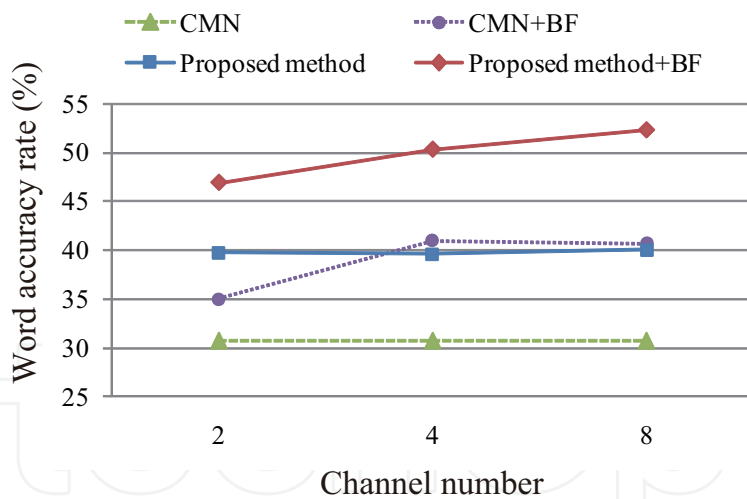 CMN
CMN+BF
Proposed method
Proposed method+BF
Word accuracy rate (%)
55
50
45
40
35
30
25
2
4
8
Channel number